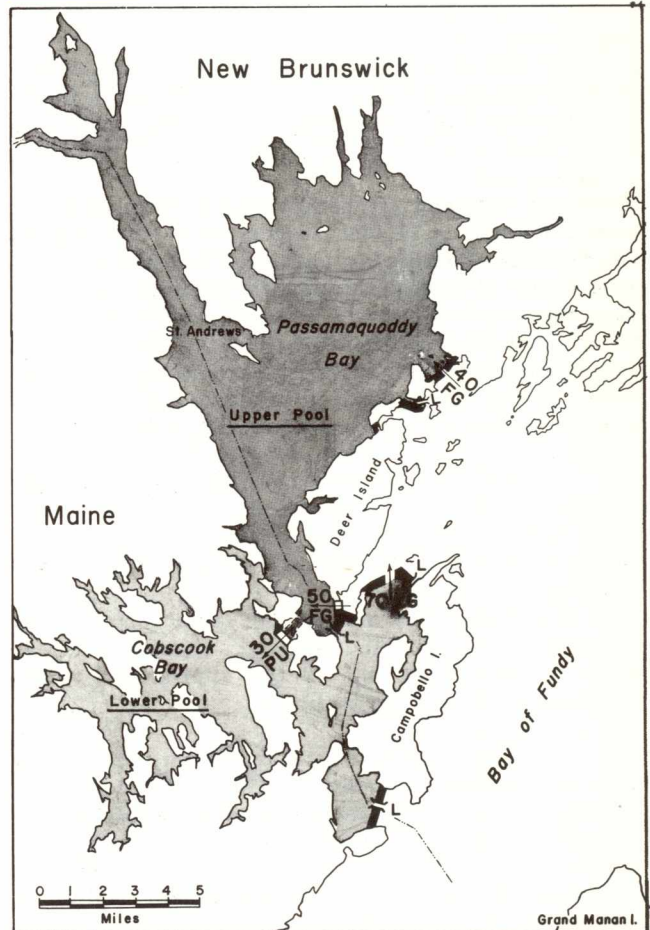 New Brunswick
St. Andrews
Passamaquoddy
Bay
40
FG
L
Upper Pool
Deer Island
Maine
L
50
FG
70
G
L
30
PU
Cobscook
Bay
Lower Pool
Campobello I.
Bay of Fundy
L
0 1 2 3 4 5
Miles
Grand Manan I.